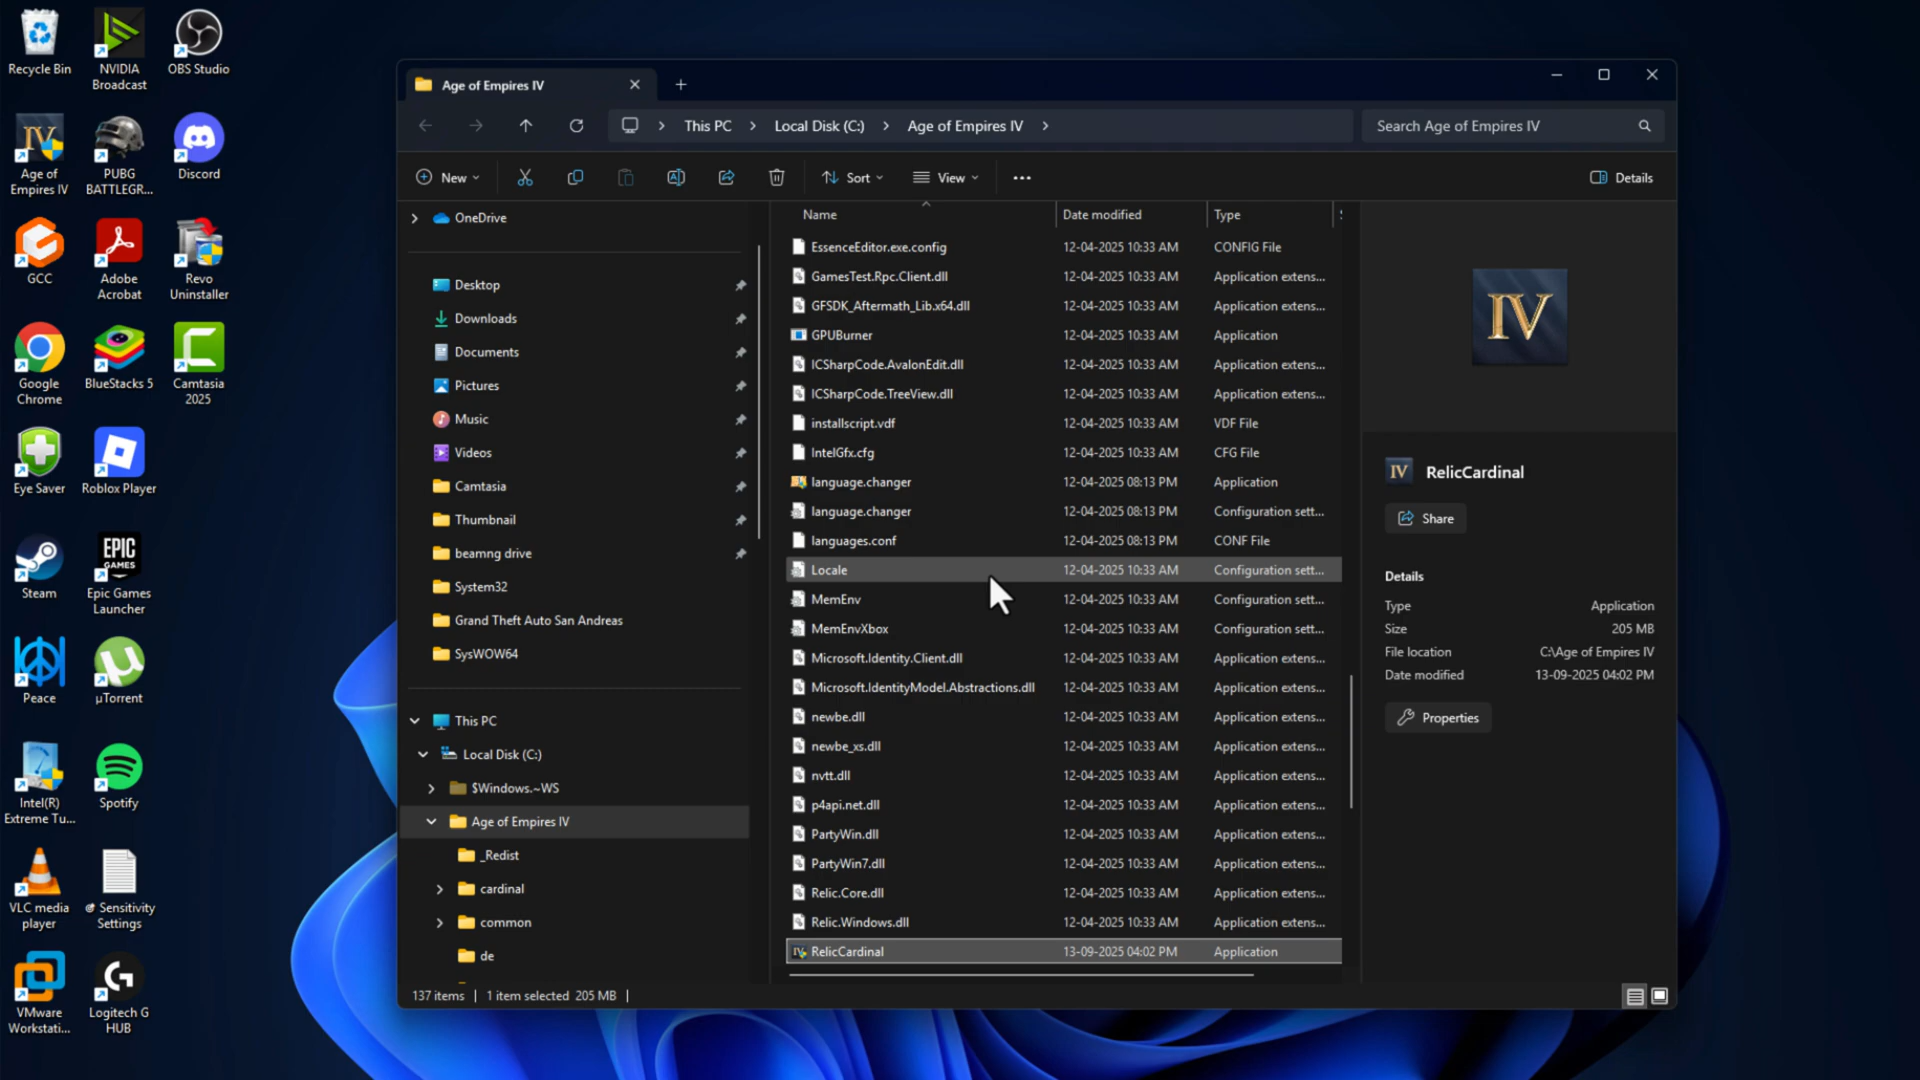 Recycle Bin
NVIDIA
Broadcast
OBS Studio
Age of
Empires IV
PUBG
BATTLEGR...
Discord
GCC
Adobe
Acrobat
Revo
Uninstaller
Google
Chrome
BlueStacks 5
Camtasia
2025
Eye Saver
Roblox Player
Steam
EPIC
GAMES
Epic Games
Launcher
Peace
µTorrent
Intel(R)
Extreme Tu...
Spotify
VLC media
player
Sensitivity
Settings
VMware
Workstati...
Logitech G
HUB
Age of Empires IV
This PC > Local Disk (C:) > Age of Empires IV >
Search Age of Empires IV
New
Sort
View
Details
OneDrive
Desktop
Downloads
Documents
Pictures
Music
Videos
Camtasia
Thumbnail
beamng drive
System32
Grand Theft Auto San Andreas
SysWOW64
This PC
Local Disk (C:)
$Windows.~WS
Age of Empires IV
_Redist
cardinal
common
de
Name Date modified Type
EssenceEditor.exe.config 12-04-2025 10:33 AM CONFIG File
GamesTest.Rpc.Client.dll 12-04-2025 10:33 AM Application extens...
GFSDK_Aftermath_Lib.x64.dll 12-04-2025 10:33 AM Application extens...
GPUBurner 12-04-2025 10:33 AM Application
ICSharpCode.AvalonEdit.dll 12-04-2025 10:33 AM Application extens...
ICSharpCode.TreeView.dll 12-04-2025 10:33 AM Application extens...
installscript.vdf 12-04-2025 10:33 AM VDF File
IntelGfx.cfg 12-04-2025 10:33 AM CFG File
language.changer 12-04-2025 08:13 PM Application
language.changer 12-04-2025 08:13 PM Configuration sett...
languages.conf 12-04-2025 08:13 PM CONF File
Locale 12-04-2025 10:33 AM Configuration sett...
MemEnv 12-04-2025 10:33 AM Configuration sett...
MemEnvXbox 12-04-2025 10:33 AM Configuration sett...
Microsoft.Identity.Client.dll 12-04-2025 10:33 AM Application extens...
Microsoft.IdentityModel.Abstractions.dll 12-04-2025 10:33 AM Application extens...
newbe.dll 12-04-2025 10:33 AM Application extens...
newbe_xs.dll 12-04-2025 10:33 AM Application extens...
nvtt.dll 12-04-2025 10:33 AM Application extens...
p4api.net.dll 12-04-2025 10:33 AM Application extens...
PartyWin.dll 12-04-2025 10:33 AM Application extens...
PartyWin7.dll 12-04-2025 10:33 AM Application extens...
Relic.Core.dll 12-04-2025 10:33 AM Application extens...
Relic.Windows.dll 12-04-2025 10:33 AM Application extens...
RelicCardinal 13-09-2025 04:02 PM Application
IV
IV RelicCardinal
Share
Details
Type Application
Size 205 MB
File location C:\Age of Empires IV
Date modified 13-09-2025 04:02 PM
Properties
137 items | 1 item selected 205 MB |